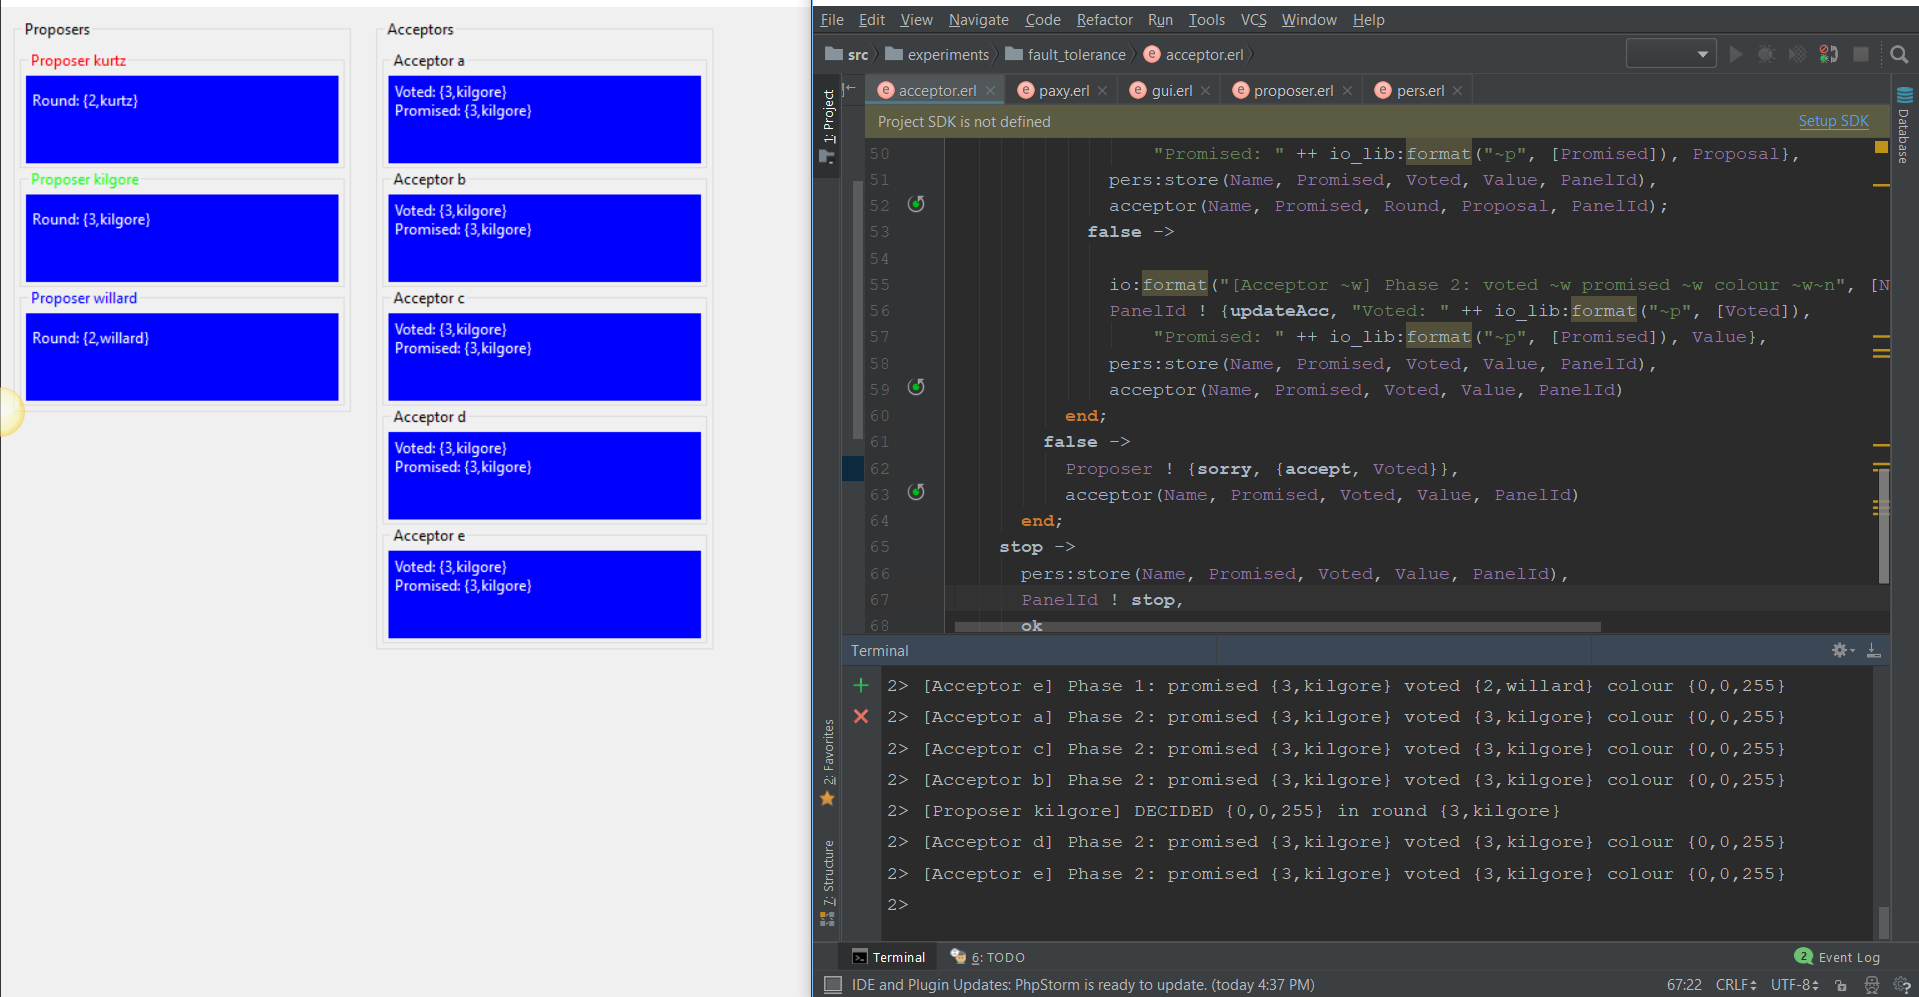 Proposers
Proposer kurtz
Round: {2,kurtz}
Proposer kilgore
Round: {3,kilgore}
Proposer willard
Round: {2,willard}
Acceptors
Acceptor a
Voted: {3,kilgore}
Promised: {3,kilgore}
Acceptor b
Voted: {3,kilgore}
Promised: {3,kilgore}
Acceptor c
Voted: {3,kilgore}
Promised: {3,kilgore}
Acceptor d
Voted: {3,kilgore}
Promised: {3,kilgore}
Acceptor e
Voted: {3,kilgore}
Promised: {3,kilgore}
File Edit View Navigate Code Refactor Run Tools VCS Window Help
src experiments fault_tolerance acceptor.erl
acceptor.erl paxy.erl gui.erl proposer.erl pers.erl
Project SDK is not defined Setup SDK
1: Project
Database
50 "Promised: " ++ io_lib:format("~p", [Promised]), Proposal},
51 pers:store(Name, Promised, Voted, Value, PanelId),
52 acceptor(Name, Promised, Round, Proposal, PanelId);
53 false ->
54
55 io:format("[Acceptor ~w] Phase 2: voted ~w promised ~w colour ~w~n", [N
56 PanelId ! {updateAcc, "Voted: " ++ io_lib:format("~p", [Voted]),
57 "Promised: " ++ io_lib:format("~p", [Promised]), Value},
58 pers:store(Name, Promised, Voted, Value, PanelId),
59 acceptor(Name, Promised, Voted, Value, PanelId)
60 end;
61 false ->
62 Proposer ! {sorry, {accept, Voted}},
63 acceptor(Name, Promised, Voted, Value, PanelId)
64 end;
65 stop ->
66 pers:store(Name, Promised, Voted, Value, PanelId),
67 PanelId ! stop,
68 ok
Terminal
2> [Acceptor e] Phase 1: promised {3,kilgore} voted {2,willard} colour {0,0,255}
2> [Acceptor a] Phase 2: promised {3,kilgore} voted {3,kilgore} colour {0,0,255}
2> [Acceptor c] Phase 2: promised {3,kilgore} voted {3,kilgore} colour {0,0,255}
2> [Acceptor b] Phase 2: promised {3,kilgore} voted {3,kilgore} colour {0,0,255}
2> [Proposer kilgore] DECIDED {0,0,255} in round {3,kilgore}
2> [Acceptor d] Phase 2: promised {3,kilgore} voted {3,kilgore} colour {0,0,255}
2> [Acceptor e] Phase 2: promised {3,kilgore} voted {3,kilgore} colour {0,0,255}
2>
2: Favorites
7: Structure
Terminal 6: TODO 2 Event Log
IDE and Plugin Updates: PhpStorm is ready to update. (today 4:37 PM) 67:22 CRLF UTF-8